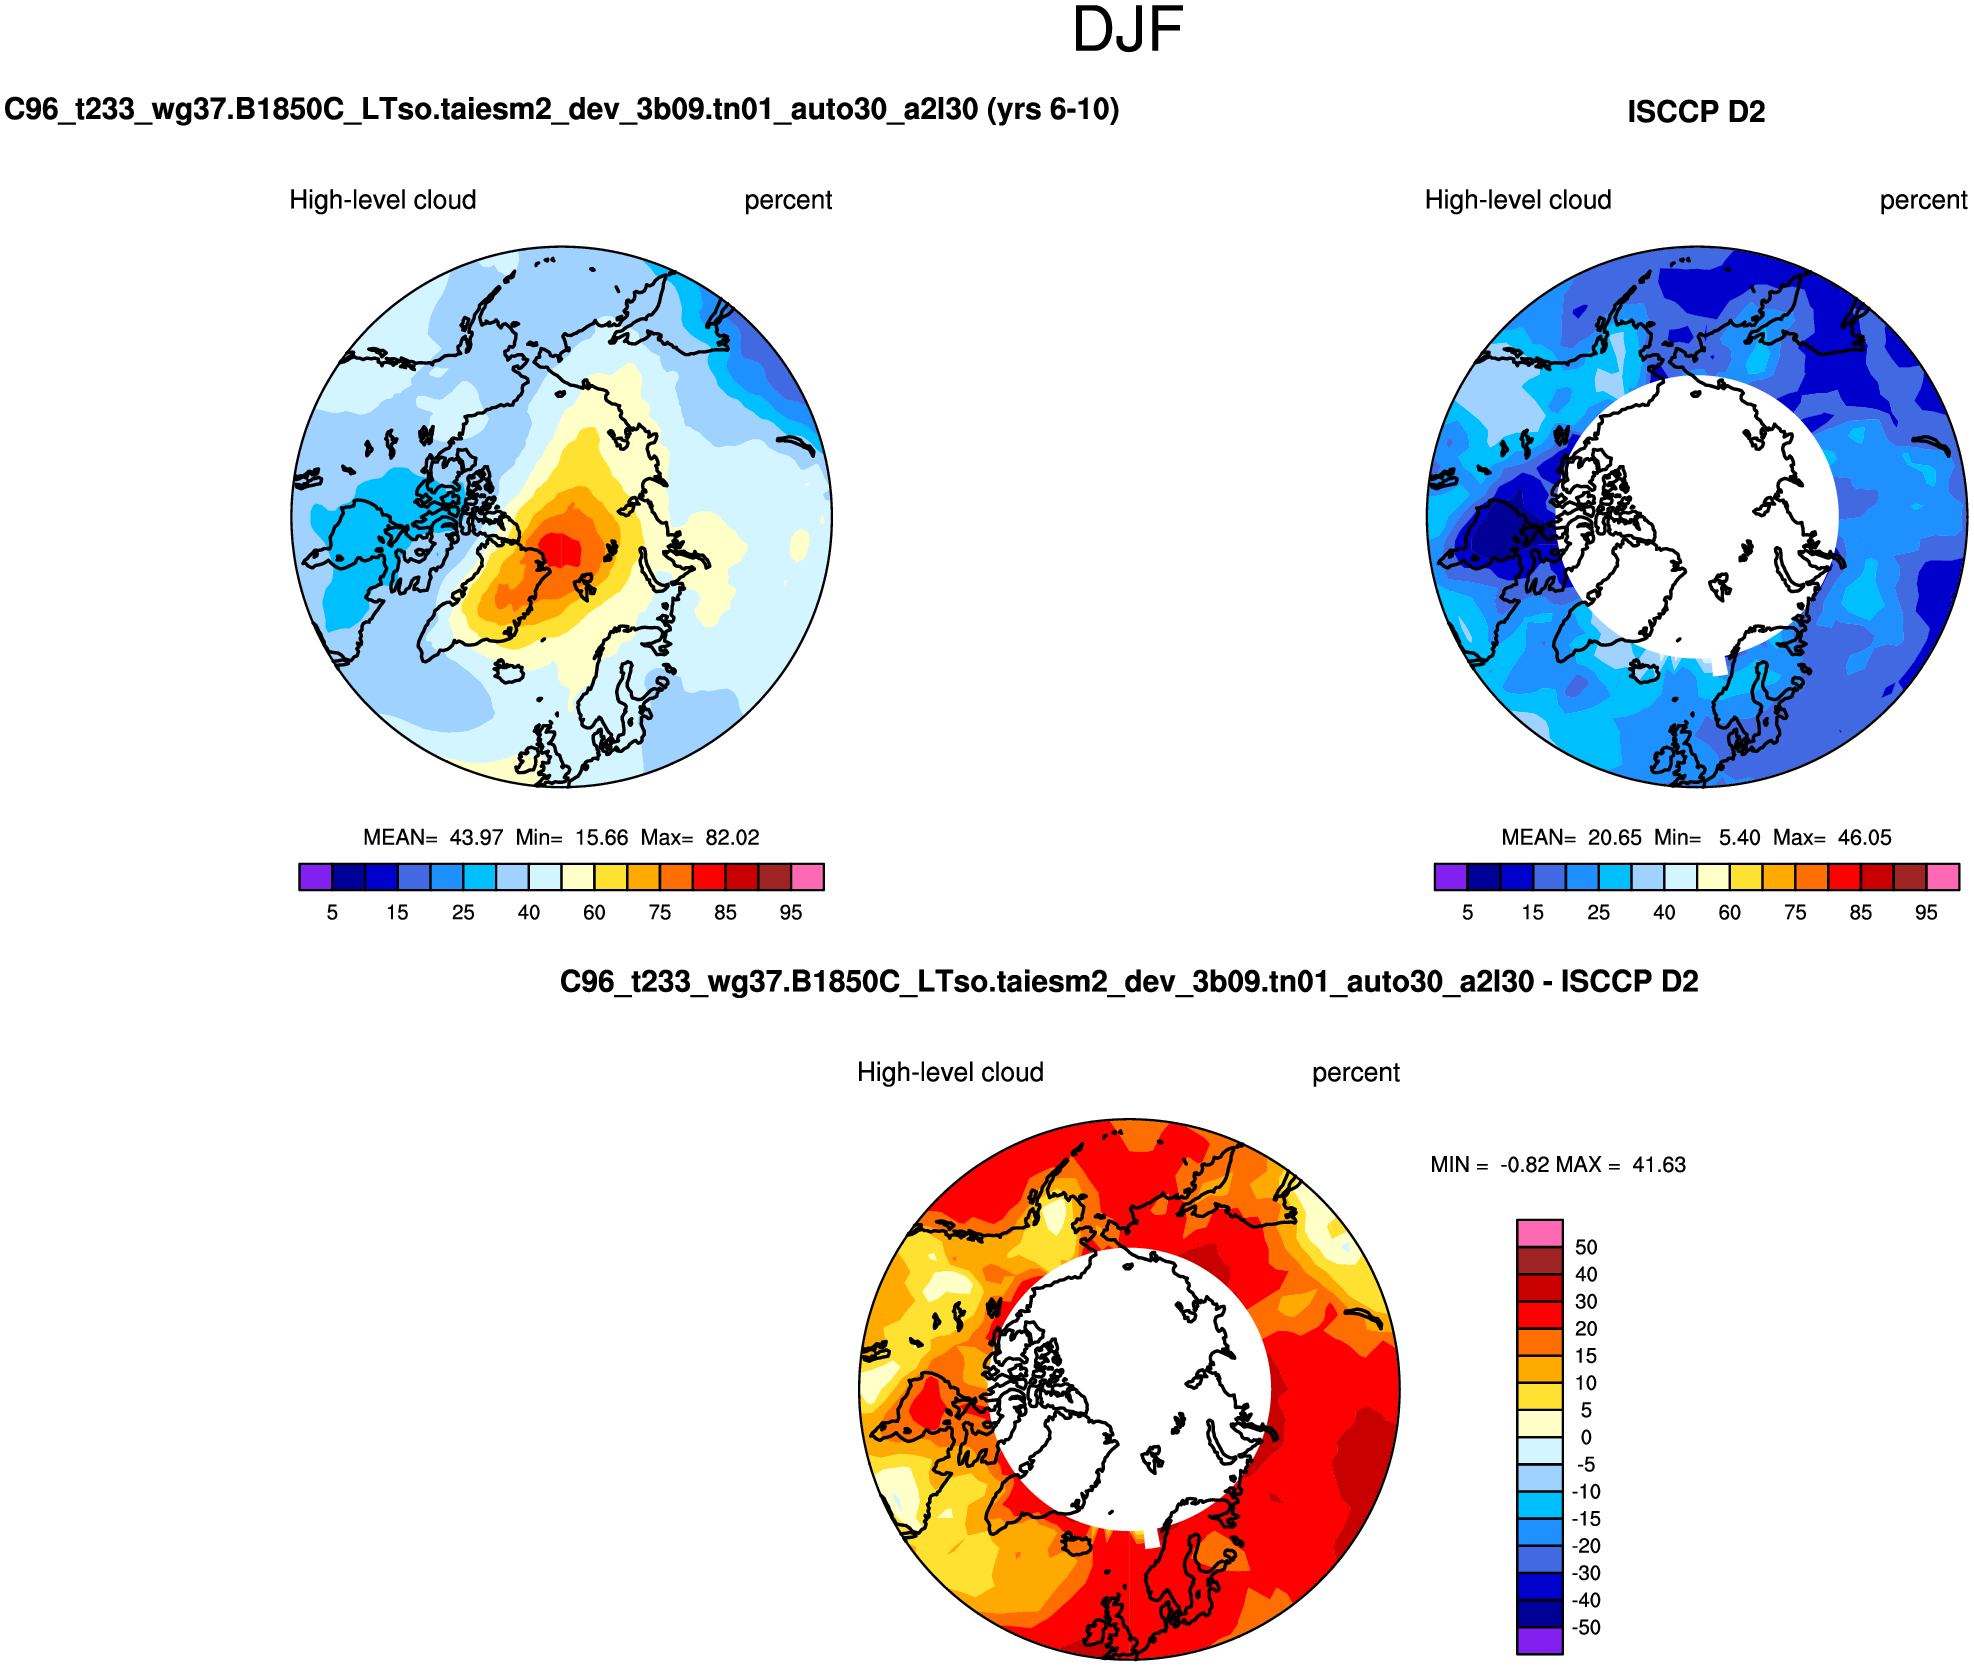 DJF
C96_t233_wg37.B1850C_LTso.taiesm2_dev_3b09.tn01_auto30_a2l30 (yrs 6-10)
ISCCP D2
High-level cloud percent
High-level cloud percent
MEAN= 43.97 Min= 15.66 Max= 82.02
MEAN= 20.65 Min= 5.40 Max= 46.05
5 15 25 40 60 75 85 95
5 15 25 40 60 75 85 95
C96_t233_wg37.B1850C_LTso.taiesm2_dev_3b09.tn01_auto30_a2l30 - ISCCP D2
High-level cloud percent
MIN = -0.82 MAX = 41.63
50
40
30
20
15
10
5
0
-5
-10
-15
-20
-30
-40
-50